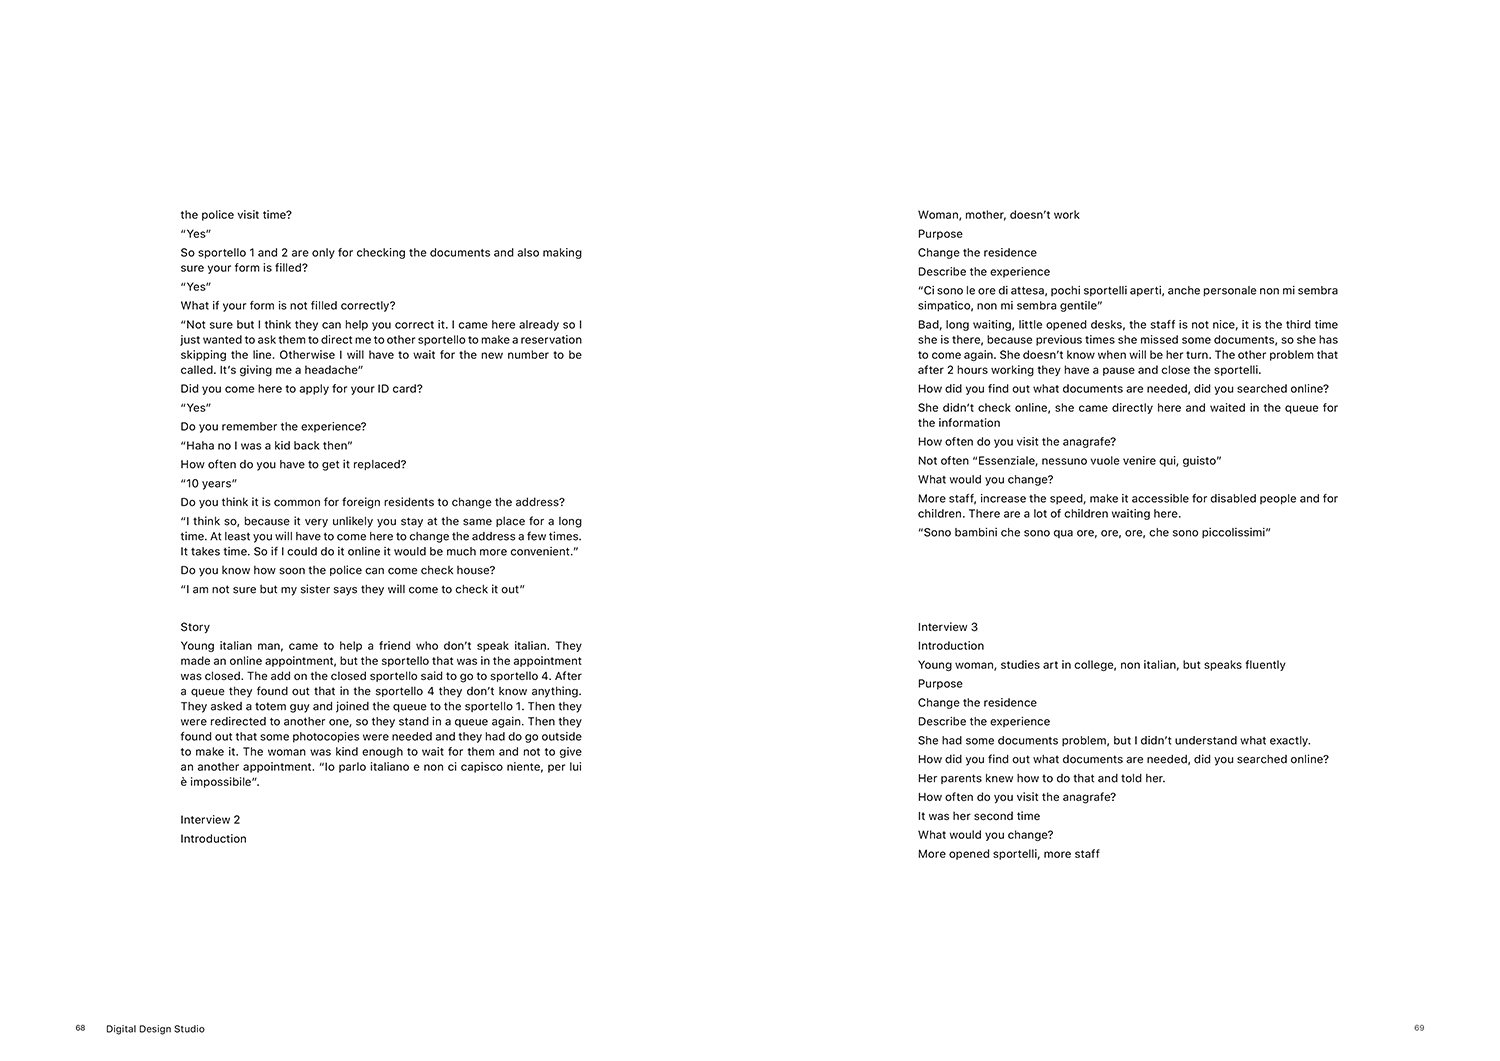 the police visit time?
“Yes”
So sportello 1 and 2 are only for checking the documents and also making
sure your form is filled?
“Yes”
What if your form is not filled correctly?
“Not sure but I think they can help you correct it. I came here already so I
just wanted to ask them to direct me to other sportello to make a reservation
skipping the line. Otherwise I will have to wait for the new number to be
called. It’s giving me a headache”
Did you come here to apply for your ID card?
“Yes”
Do you remember the experience?
“Haha no I was a kid back then”
How often do you have to get it replaced?
“10 years”
Do you think it is common for foreign residents to change the address?
“I think so, because it very unlikely you stay at the same place for a long
time. At least you will have to come here to change the address a few times.
It takes time. So if I could do it online it would be much more convenient.”
Do you know how soon the police can come check house?
“I am not sure but my sister says they will come to check it out”
Story
Young italian man, came to help a friend who don’t speak italian. They
made an online appointment, but the sportello that was in the appointment
was closed. The add on the closed sportello said to go to sportello 4. After
a queue they found out that in the sportello 4 they don’t know anything.
They asked a totem guy and joined the queue to the sportello 1. Then they
were redirected to another one, so they stand in a queue again. Then they
found out that some photocopies were needed and they had do go outside
to make it. The woman was kind enough to wait for them and not to give
an another appointment. “Io parlo italiano e non ci capisco niente, per lui
è impossibile”.
Interview 2
Introduction
68 Digital Design Studio
Woman, mother, doesn’t work
Purpose
Change the residence
Describe the experience
“Ci sono le ore di attesa, pochi sportelli aperti, anche personale non mi sembra
simpatico, non mi sembra gentile”
Bad, long waiting, little opened desks, the staff is not nice, it is the third time
she is there, because previous times she missed some documents, so she has
to come again. She doesn’t know when will be her turn. The other problem that
after 2 hours working they have a pause and close the sportelli.
How did you find out what documents are needed, did you searched online?
She didn’t check online, she came directly here and waited in the queue for
the information
How often do you visit the anagrafe?
Not often “Essenziale, nessuno vuole venire qui, guisto”
What would you change?
More staff, increase the speed, make it accessible for disabled people and for
children. There are a lot of children waiting here.
“Sono bambini che sono qua ore, ore, ore, che sono piccolissimi”
Interview 3
Introduction
Young woman, studies art in college, non italian, but speaks fluently
Purpose
Change the residence
Describe the experience
She had some documents problem, but I didn’t understand what exactly.
How did you find out what documents are needed, did you searched online?
Her parents knew how to do that and told her.
How often do you visit the anagrafe?
It was her second time
What would you change?
More opened sportelli, more staff
69